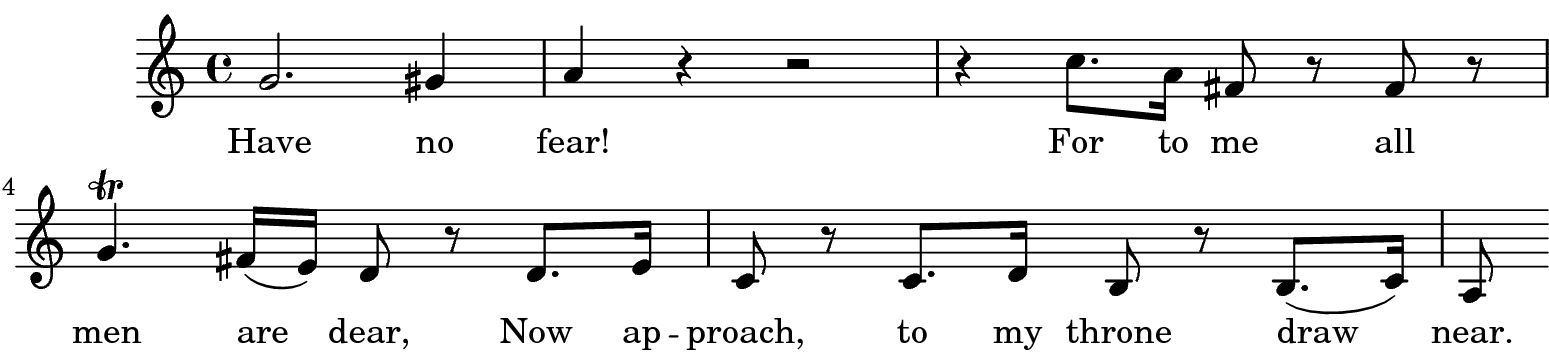 Have no fear! For to me all
4
tr
men are dear, Now ap - proach, to my throne draw near.